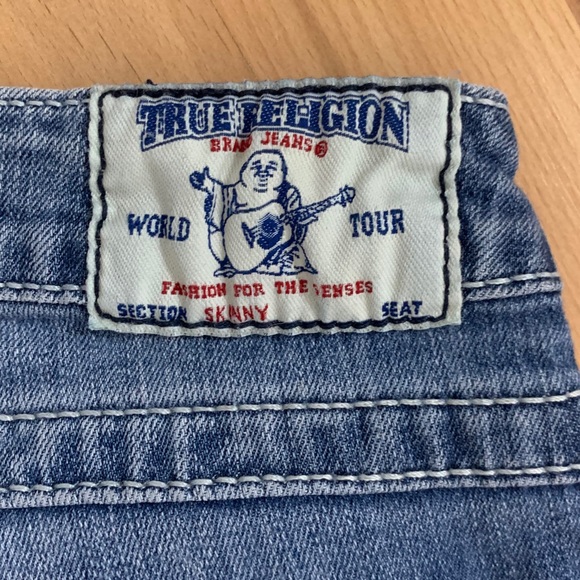 TRUE RELIGION
BRAND JEANS®
WORLD TOUR
FASHION FOR THE SENSES
SECTION SKINNY SEAT